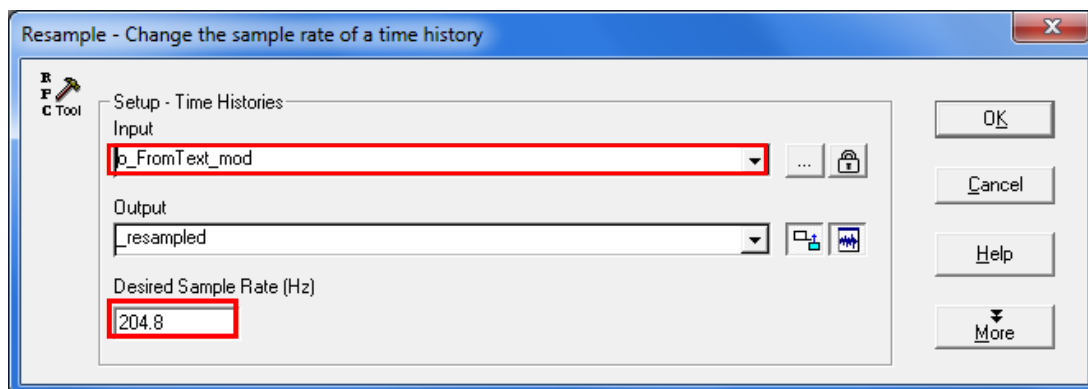 Resample - Change the sample rate of a time history
R
P
C Tool
Setup - Time Histories
Input
o_FromText_mod
...
Output
_resampled
Desired Sample Rate (Hz)
204.8
OK
Cancel
Help
More